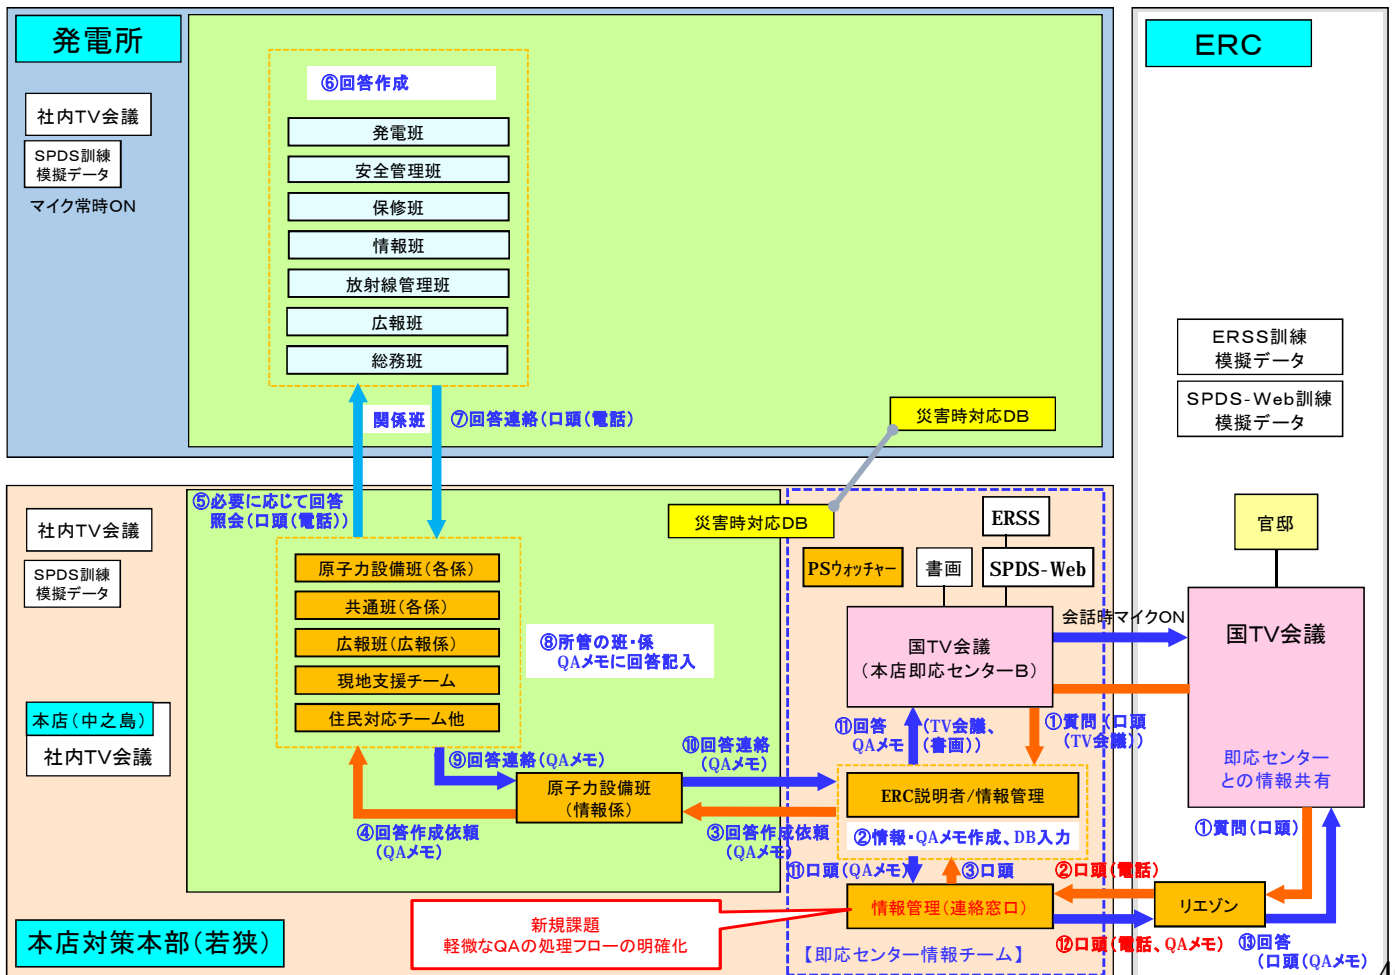 発電所
社内TV会議
SPDS訓練
模擬データ
マイク常時ON
⑥回答作成
発電班
安全管理班
保修班
情報班
放射線管理班
広報班
総務班
関係班
⑦回答連絡(口頭(電話)
災害時対応DB
ERC
ERSS訓練
模擬データ
SPDS-Web訓練
模擬データ
官邸
国TV会議
即応センター
との情報共有
⑤必要に応じて回答
照会(口頭(電話))
社内TV会議
SPDS訓練
模擬データ
本店(中之島)
社内TV会議
原子力設備班(各係)
共通班(各係)
広報班(広報係)
現地支援チーム
住民対応チーム他
⑧所管の班・係
QAメモに回答記入
⑨回答連絡(QAメモ)
④回答作成依頼
(QAメモ)
原子力設備班
(情報係)
⑩回答連絡
(QAメモ)
③回答作成依頼
(QAメモ)
災害時対応DB
ERSS
PSウォッチャー
書画
SPDS-Web
国TV会議
(本店即応センターB)
会話時マイクON
⑪回答
QAメモ
(TV会議、
(書画))
①質問(口頭
(TV会議))
ERC説明者/情報管理
②情報・QAメモ作成、DB入力
⑪口頭(QAメモ)
③口頭
情報管理(連絡窓口)
【即応センター情報チーム】
①質問(口頭)
②口頭(電話)
リエゾン
⑫口頭(電話、QAメモ)
⑬回答
(口頭(QAメモ)
新規課題
軽微なQAの処理フローの明確化
本店対策本部(若狭)